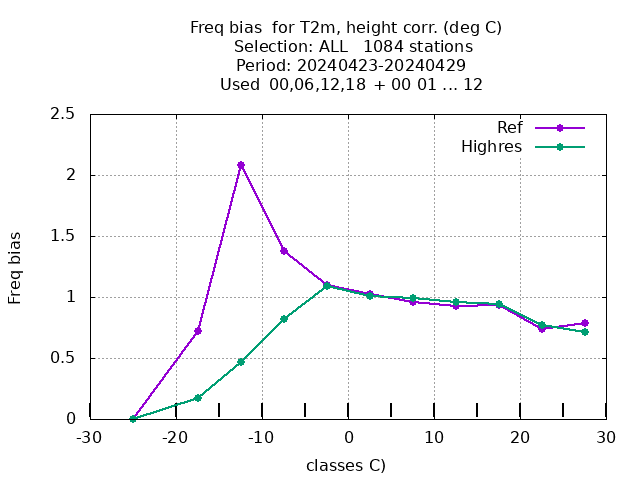 Freq bias  for T2m, height corr. (deg C)
Selection: ALL   1084 stations
Period: 20240423-20240429
Used 00,06,12,18 + 00 01 ... 12
Ref
Highres
2.5
2
1.5
1
0.5
0
Freq bias
-30 -20 -10 0 10 20 30
classes C)